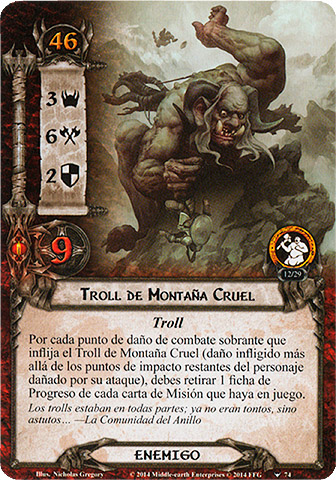 46
3
6
2
9
12/29
TROLL DE MONTAÑA CRUEL
Troll
Por cada punto de daño de combate sobrante que
inflija el Troll de Montaña Cruel (daño infligido más
allá de los puntos de impacto restantes del personaje
dañado por su ataque), debes retirar 1 ficha de
Progreso de cada carta de Misión que haya en juego.
Los trolls estaban en todas partes; ya no eran tontos, sino
astutos… —La Comunidad del Anillo
ENEMIGO
Illus. Nicholas Gregory
© 2014 Middle-earth Enterprises © 2014 FFG
74